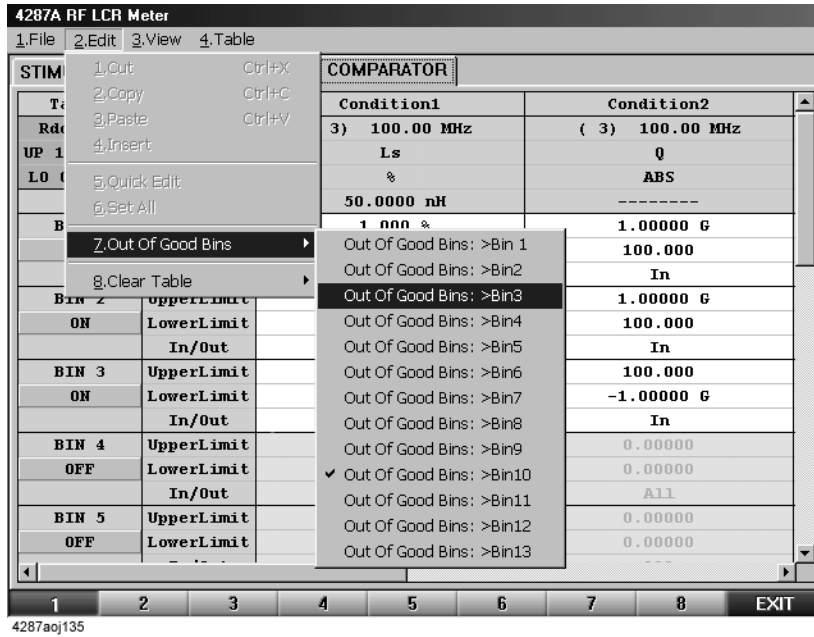 4287A RF LCR Meter
1.File 2.Edit 3.View 4.Table
STIM COMPARATOR
1.Cut Ctrl+X
2.Copy Ctrl+C
3.Paste Ctrl+V
4.Insert
5.Quick Edit
6.Set All
7.Out Of Good Bins
8.Clear Table
Condition1 Condition2
3) 100.00 MHz ( 3) 100.00 MHz
UP 1 Ls Q
LO % ABS
50.0000 nH --------
1.000 % 1.00000 G
100.000
In
Out Of Good Bins: >Bin 1
Out Of Good Bins: >Bin2
Out Of Good Bins: >Bin3
Out Of Good Bins: >Bin4
Out Of Good Bins: >Bin5
Out Of Good Bins: >Bin6
Out Of Good Bins: >Bin7
Out Of Good Bins: >Bin8
Out Of Good Bins: >Bin9
Out Of Good Bins: >Bin10
Out Of Good Bins: >Bin11
Out Of Good Bins: >Bin12
Out Of Good Bins: >Bin13
BIN 2 UpperLimit 1.00000 G
ON LowerLimit 100.000
In/Out In
BIN 3 UpperLimit 100.000
ON LowerLimit -1.00000 G
In/Out In
BIN 4 UpperLimit 0.00000
OFF LowerLimit 0.00000
In/Out All
BIN 5 UpperLimit 0.00000
OFF LowerLimit 0.00000
1 2 3 4 5 6 7 8 EXIT
4287aoj135